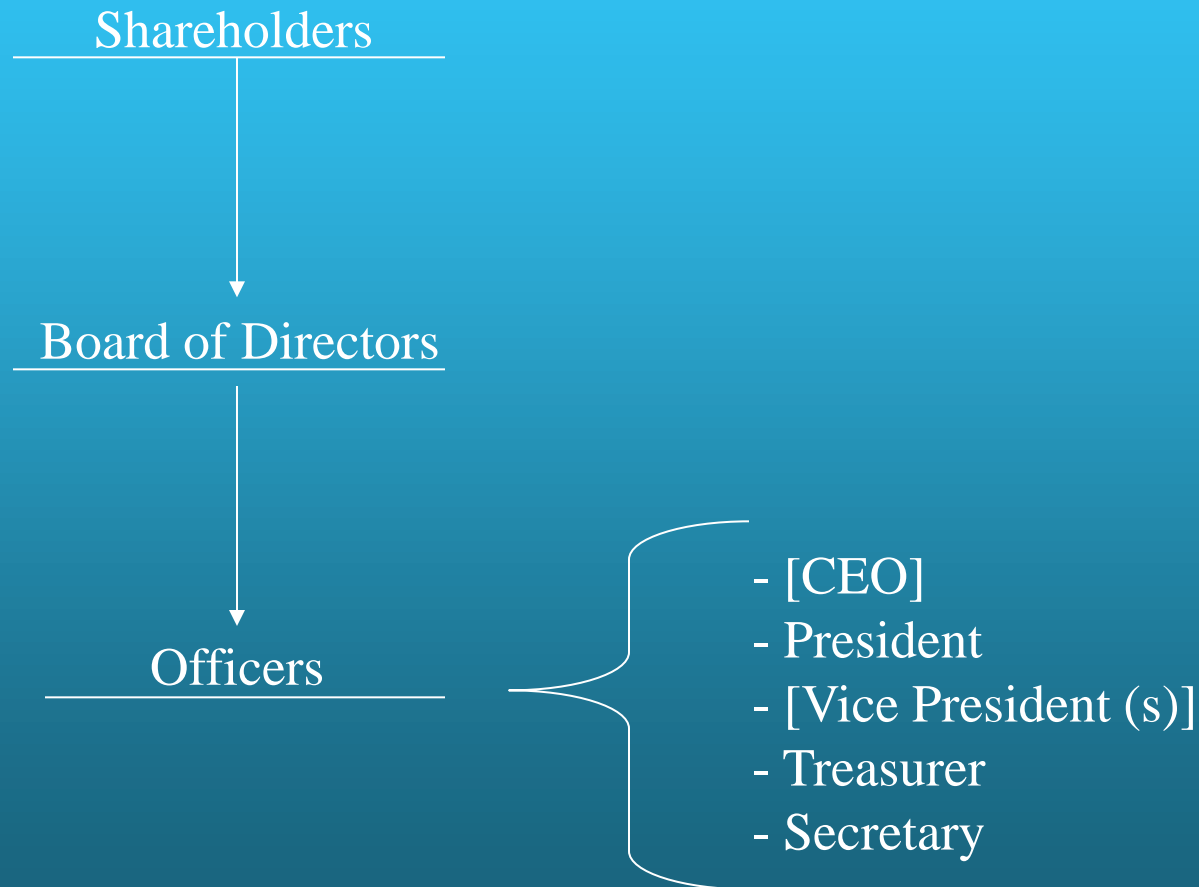 Shareholders
Board of Directors
Officers
- [CEO]
- President
- [Vice President (s)]
- Treasurer
- Secretary